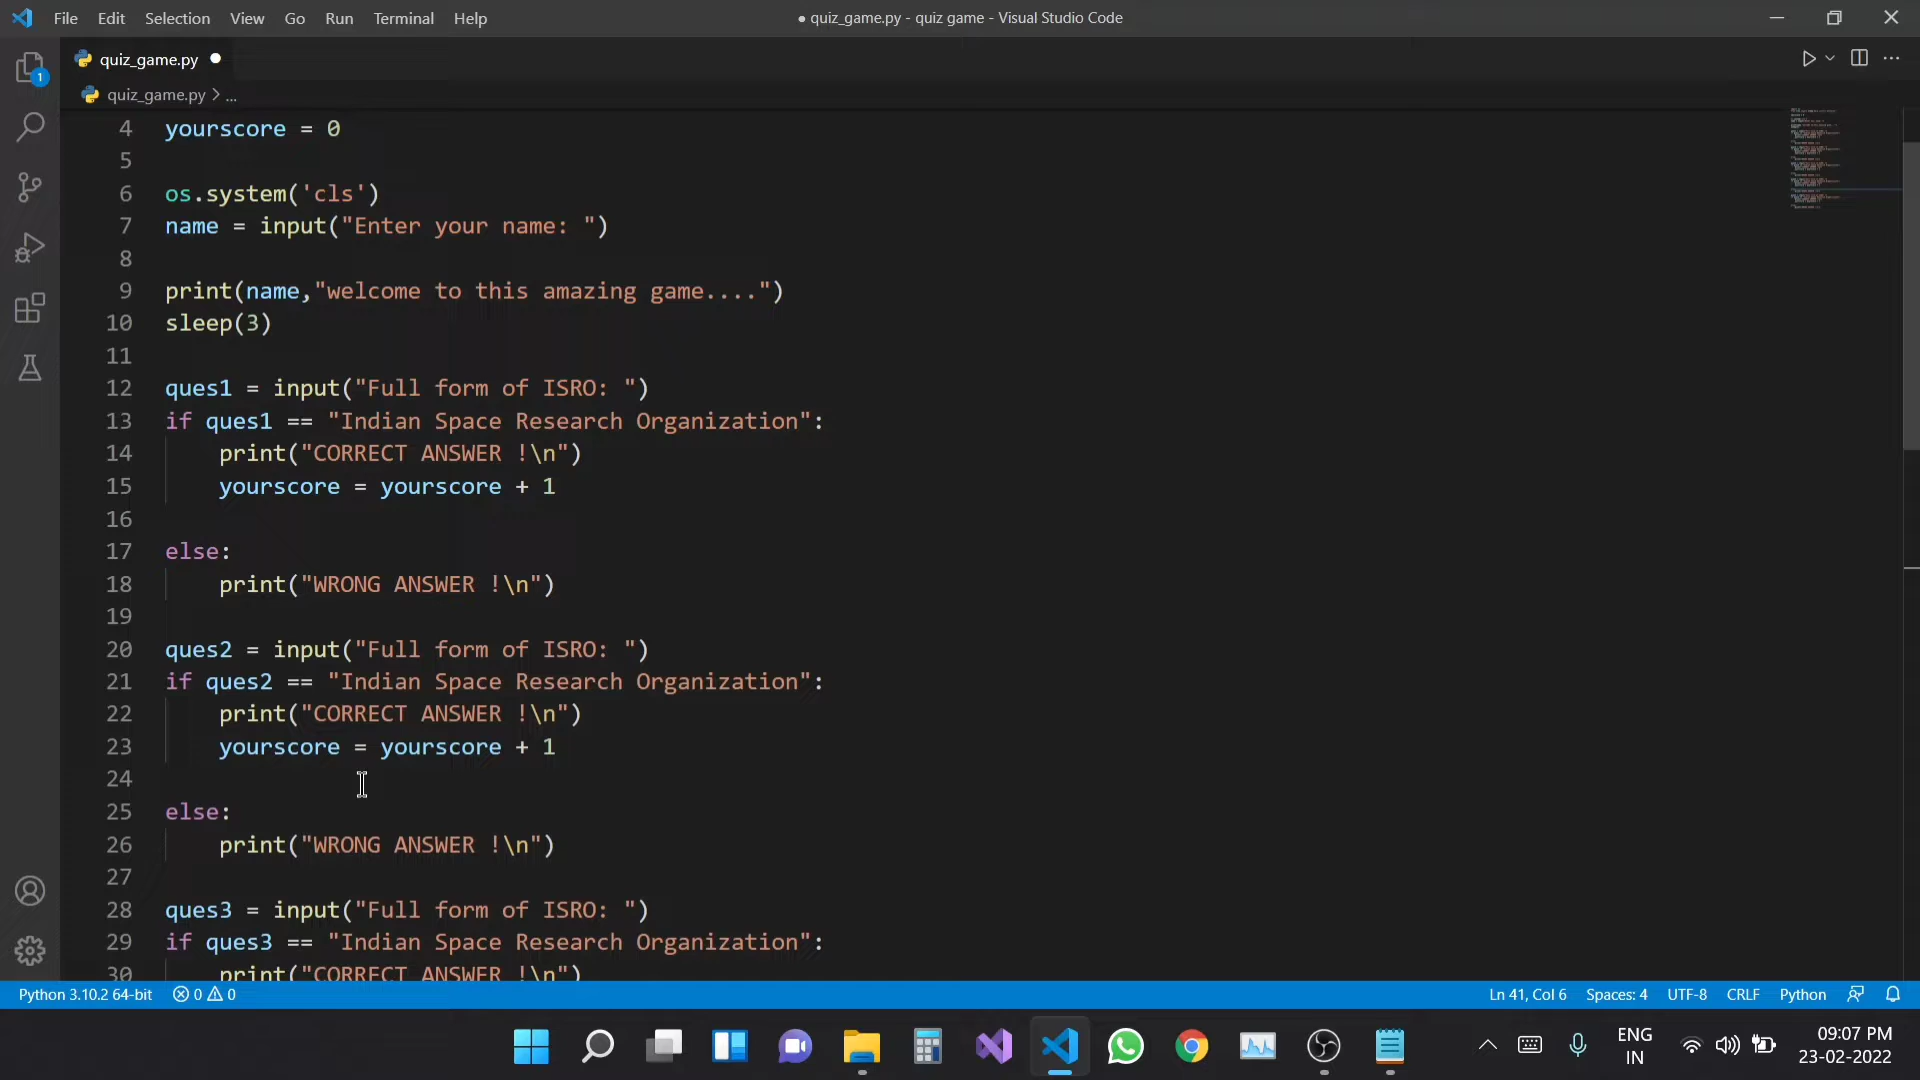 File Edit Selection View Go Run Terminal Help
● quiz_game.py - quiz game - Visual Studio Code
quiz_game.py
1
quiz_game.py > ...
4 yourscore = 0
5
6 os.system('cls')
7 name = input("Enter your name: ")
8
9 print(name,"welcome to this amazing game....")
10 sleep(3)
11
12 ques1 = input("Full form of ISRO: ")
13 if ques1 == "Indian Space Research Organization":
14 print("CORRECT ANSWER !\n")
15 yourscore = yourscore + 1
16
17 else:
18 print("WRONG ANSWER !\n")
19
20 ques2 = input("Full form of ISRO: ")
21 if ques2 == "Indian Space Research Organization":
22 print("CORRECT ANSWER !\n")
23 yourscore = yourscore + 1
24
25 else:
26 print("WRONG ANSWER !\n")
27
28 ques3 = input("Full form of ISRO: ")
29 if ques3 == "Indian Space Research Organization":
30 print("CORRECT ANSWER !\n")
Python 3.10.2 64-bit 0 0 Ln 41, Col 6 Spaces: 4 UTF-8 CRLF Python
ENG 09:07 PM
IN 23-02-2022